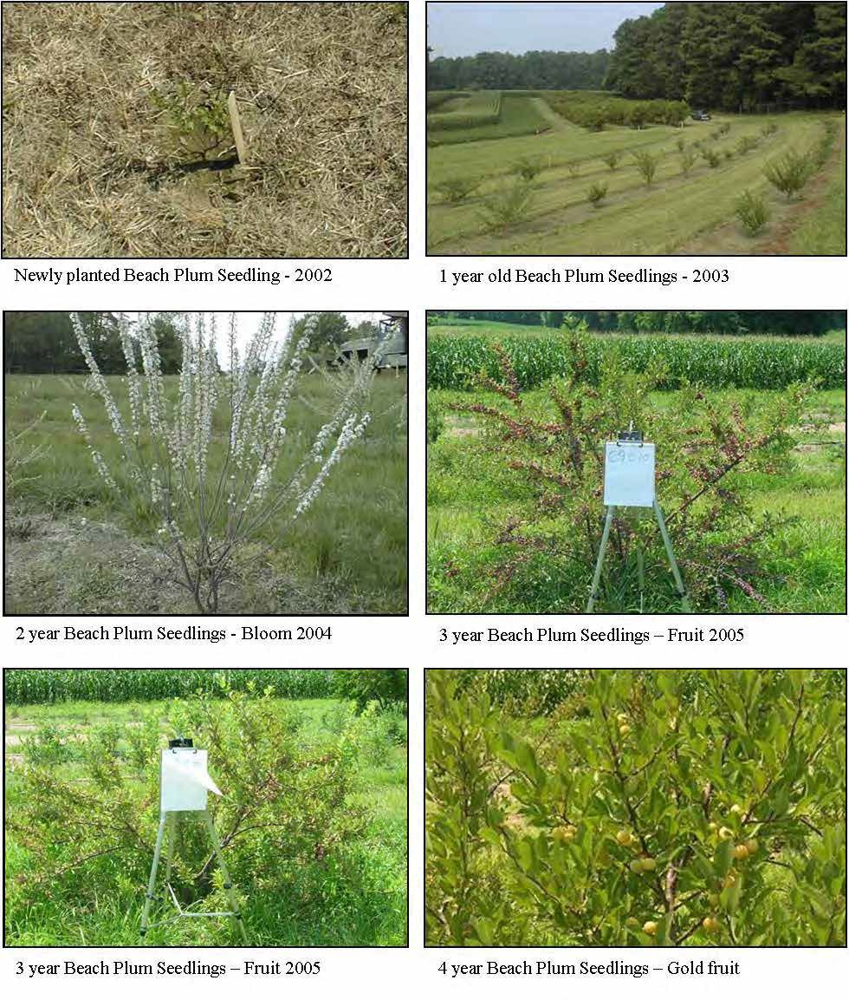 Newly planted Beach Plum Seedling - 2002
1 year old Beach Plum Seedlings - 2003
2 year Beach Plum Seedlings - Bloom 2004
3 year Beach Plum Seedlings – Fruit 2005
3 year Beach Plum Seedlings – Fruit 2005
4 year Beach Plum Seedlings – Gold fruit